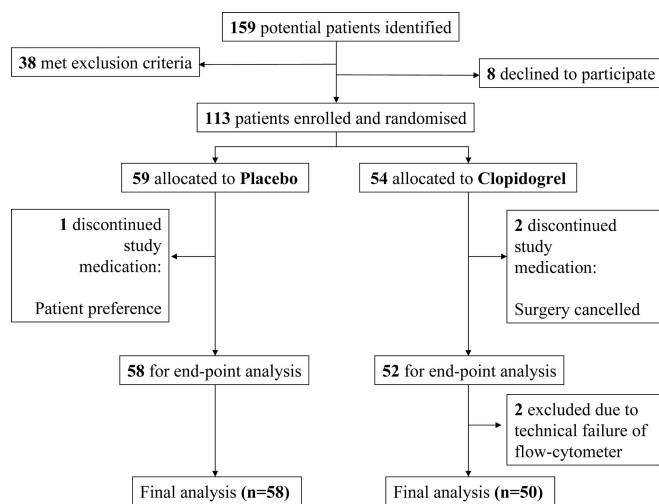 159 potential patients identified
38 met exclusion criteria
8 declined to participate
113 patients enrolled and randomised
59 allocated to Placebo
54 allocated to Clopidogrel
1 discontinued
study
medication:
Patient preference
2 discontinued
study
medication:
Surgery cancelled
58 for end-point analysis
52 for end-point analysis
2 excluded due to
technical failure of
flow-cytometer
Final analysis (n=58)
Final analysis (n=50)